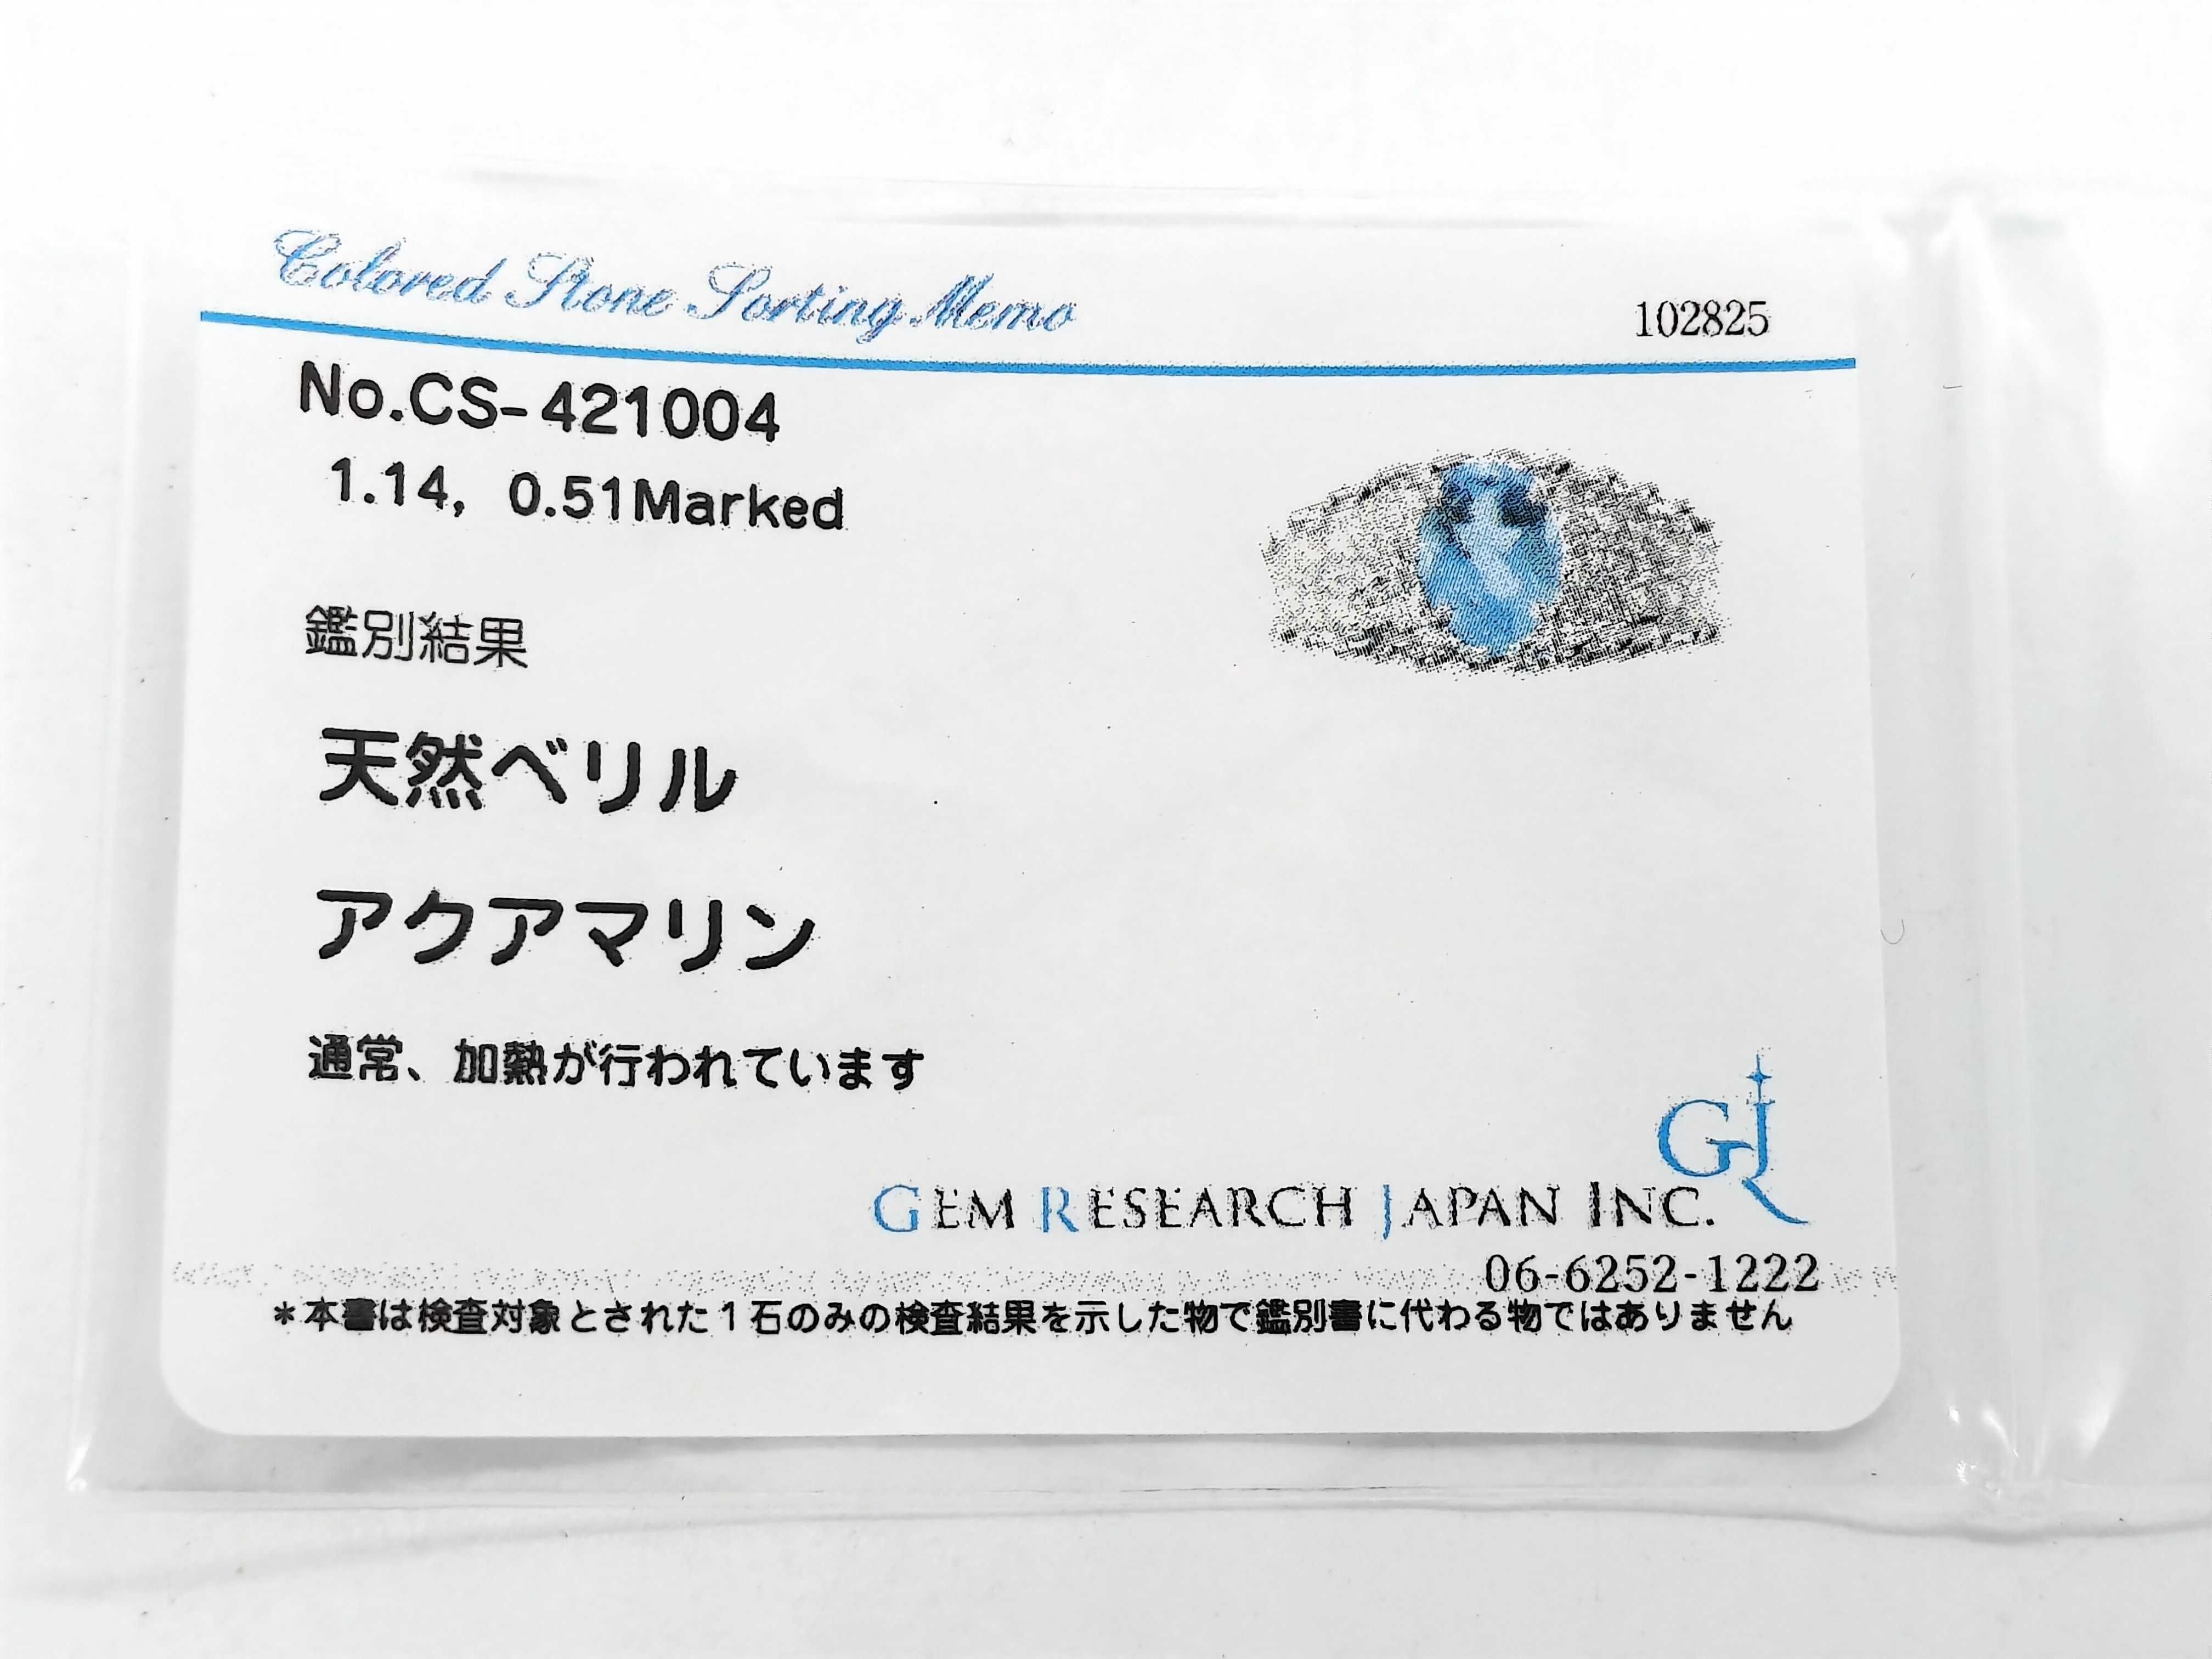 Colored Stone Sorting Memo
102825
No.CS-421004
1.14, 0.51Marked
鑑別結果
天然ベリル
アクアマリン
通常、加熱が行われています
GJR
GEM RESEARCH JAPAN INC.
06-6252-1222
*本書は検査対象とされた1石のみの検査結果を示した物で鑑別書に代わる物ではありません